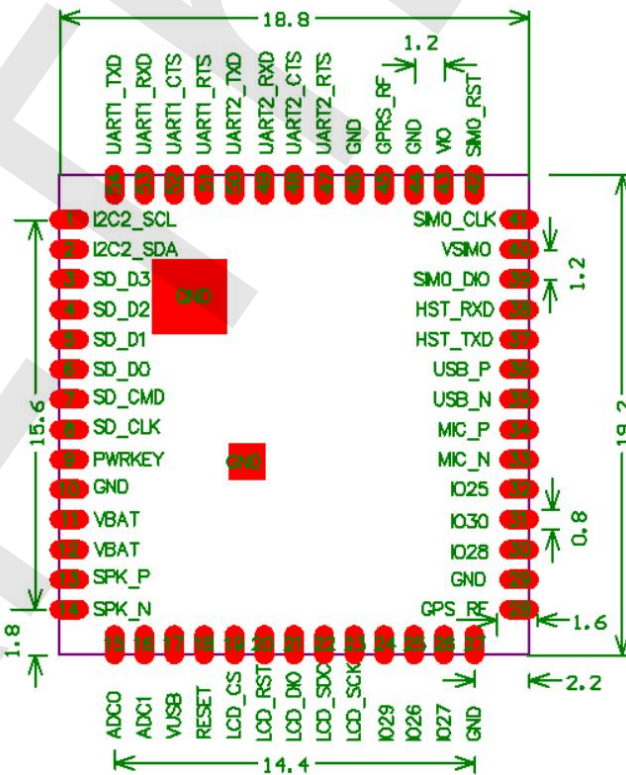 18.8
1.2
UART1_TXD
UART1_RXD
UART1_CTS
UART1_RTS
UART2_TXD
UART2_RXD
UART2_CTS
UART2_RTS
GND
GPRS_RF
GND
VIO
SIM0_RST
54 53 52 51 50 49 48 47 46 45 44 43 42
1 I2C2_SCL
SIM0_CLK 41
2 I2C2_SDA
VSIM0 40
3 SD_D3
SIM0_DIO 39
1.2
4 SD_D2
GND
HST_RXD 38
5 SD_D1
HST_TXD 37
6 SD_D0
USB_P 36
7 SD_CMD
USB_N 35
8 SD_CLK
MIC_P 34
15.6
19.2
9 PWRKEY
GND
MIC_N 33
10 GND
IO25 32
11 VBAT
IO30 31
0.8
12 VBAT
IO28 30
13 SPK_P
GND 29
14 SPK_N
GPS_RF 28
1.6
1.8
15 16 17 18 19 20 21 22 23 24 25 26 27
2.2
ADC0
ADC1
VUSB
RESET
LCD_CS
LCD_RST
LCD_DIO
LCD_SDC
LCD_SCK
IO29
IO26
IO27
GND
14.4